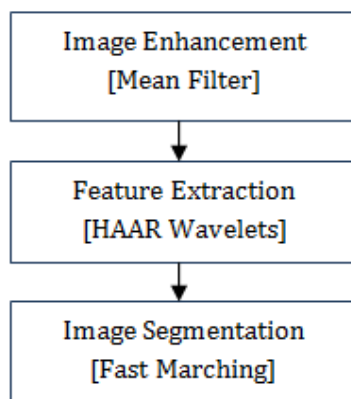 Image Enhancement
[Mean Filter]
Feature Extraction
[HAAR Wavelets]
Image Segmentation
[Fast Marching]